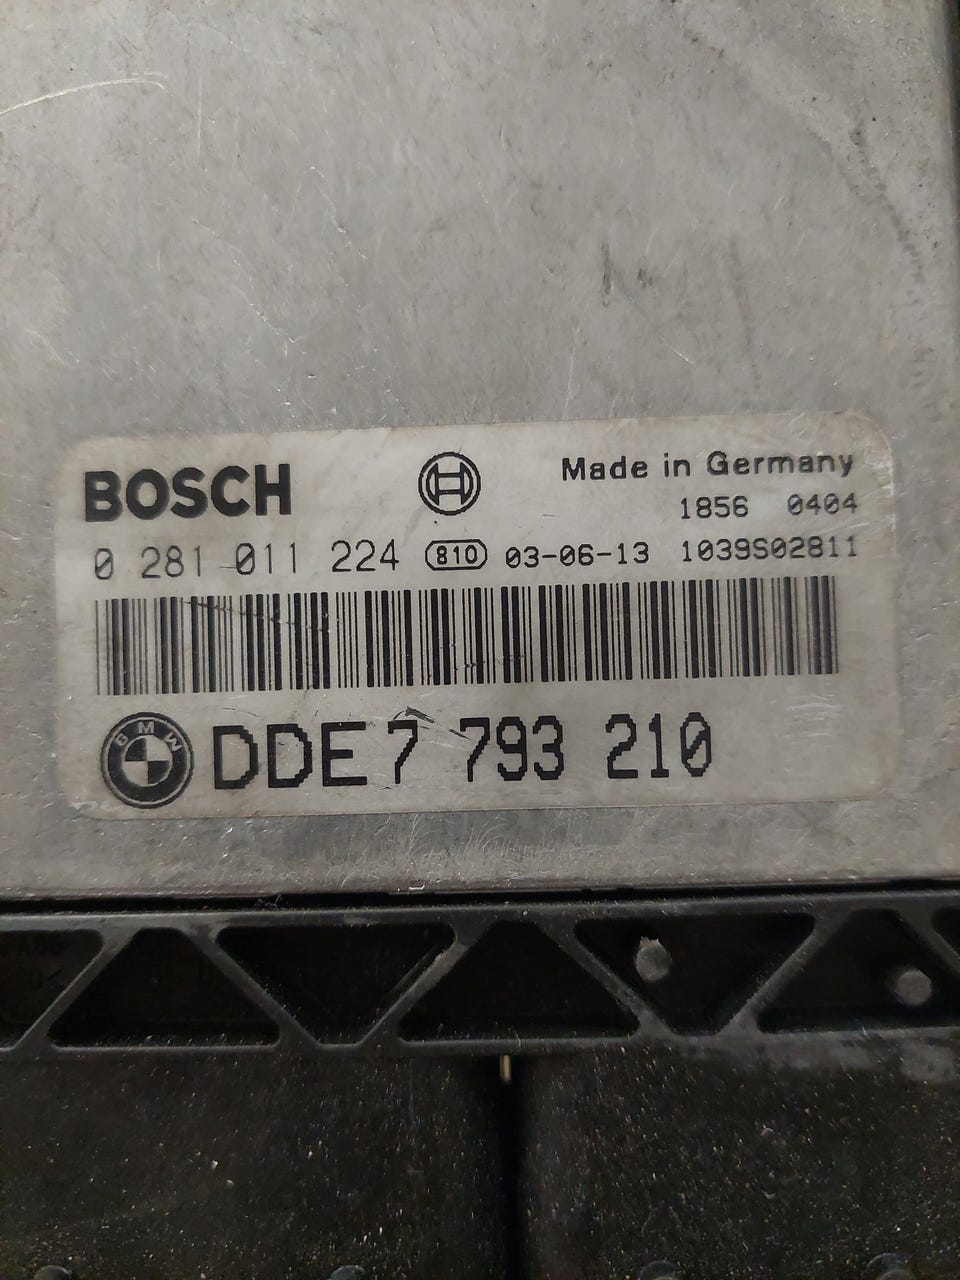 BOSCH
Made in Germany
1856 0404
0 281 011 224 810 03-06-13 1039S02811
BMW DDE 7 793 210